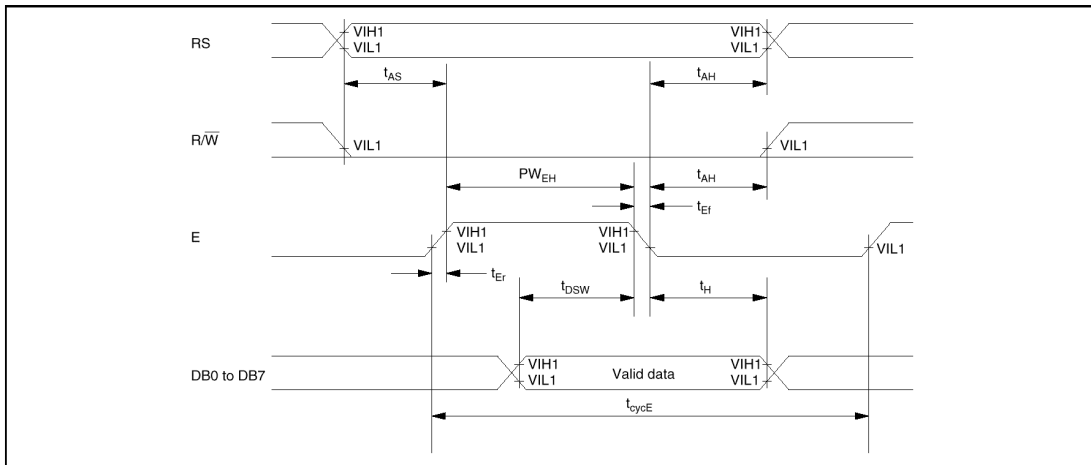 RS
VIH1
VIL1
VIH1
VIL1
tAS
tAH
R/W̅
VIL1
VIL1
PWEH
tAH
tEf
E
VIH1
VIL1
VIH1
VIL1
VIL1
tEr
tDSW
tH
DB0 to DB7
VIH1
VIL1
Valid data
VIH1
VIL1
tcycE